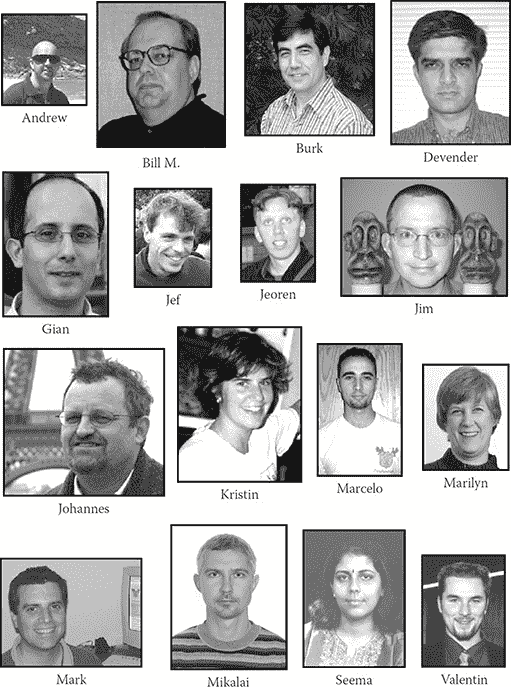 Andrew
Bill M.
Burk
Devender
Gian
Jef
Jeoren
Jim
Johannes
Kristin
Marcelo
Marilyn
Mark
Mikalai
Seema
Valentin